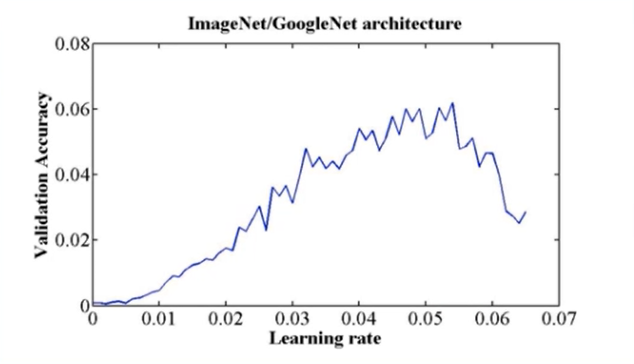 ImageNet/GoogleNet architecture
0.08
0.06
0.04
0.02
0
Validation Accuracy
0 0.01 0.02 0.03 0.04 0.05 0.06 0.07
Learning rate